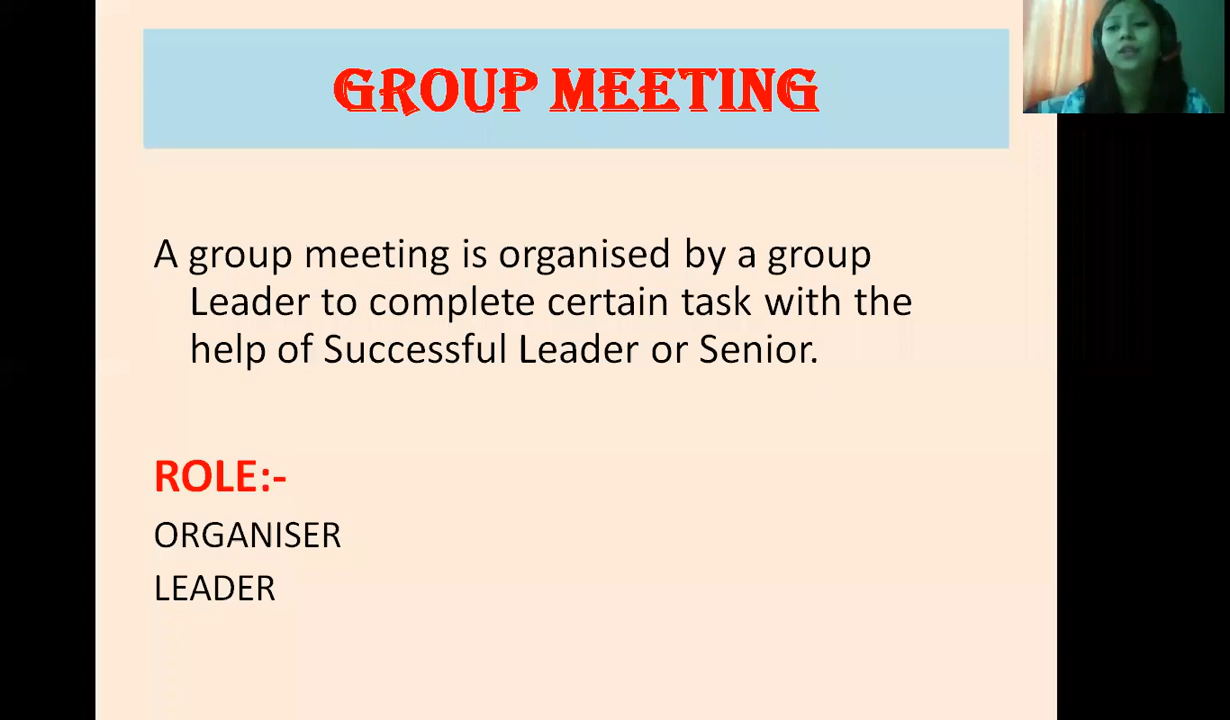 GROUP MEETING
A group meeting is organised by a group
Leader to complete certain task with the
help of Successful Leader or Senior.
ROLE:-
ORGANISER
LEADER